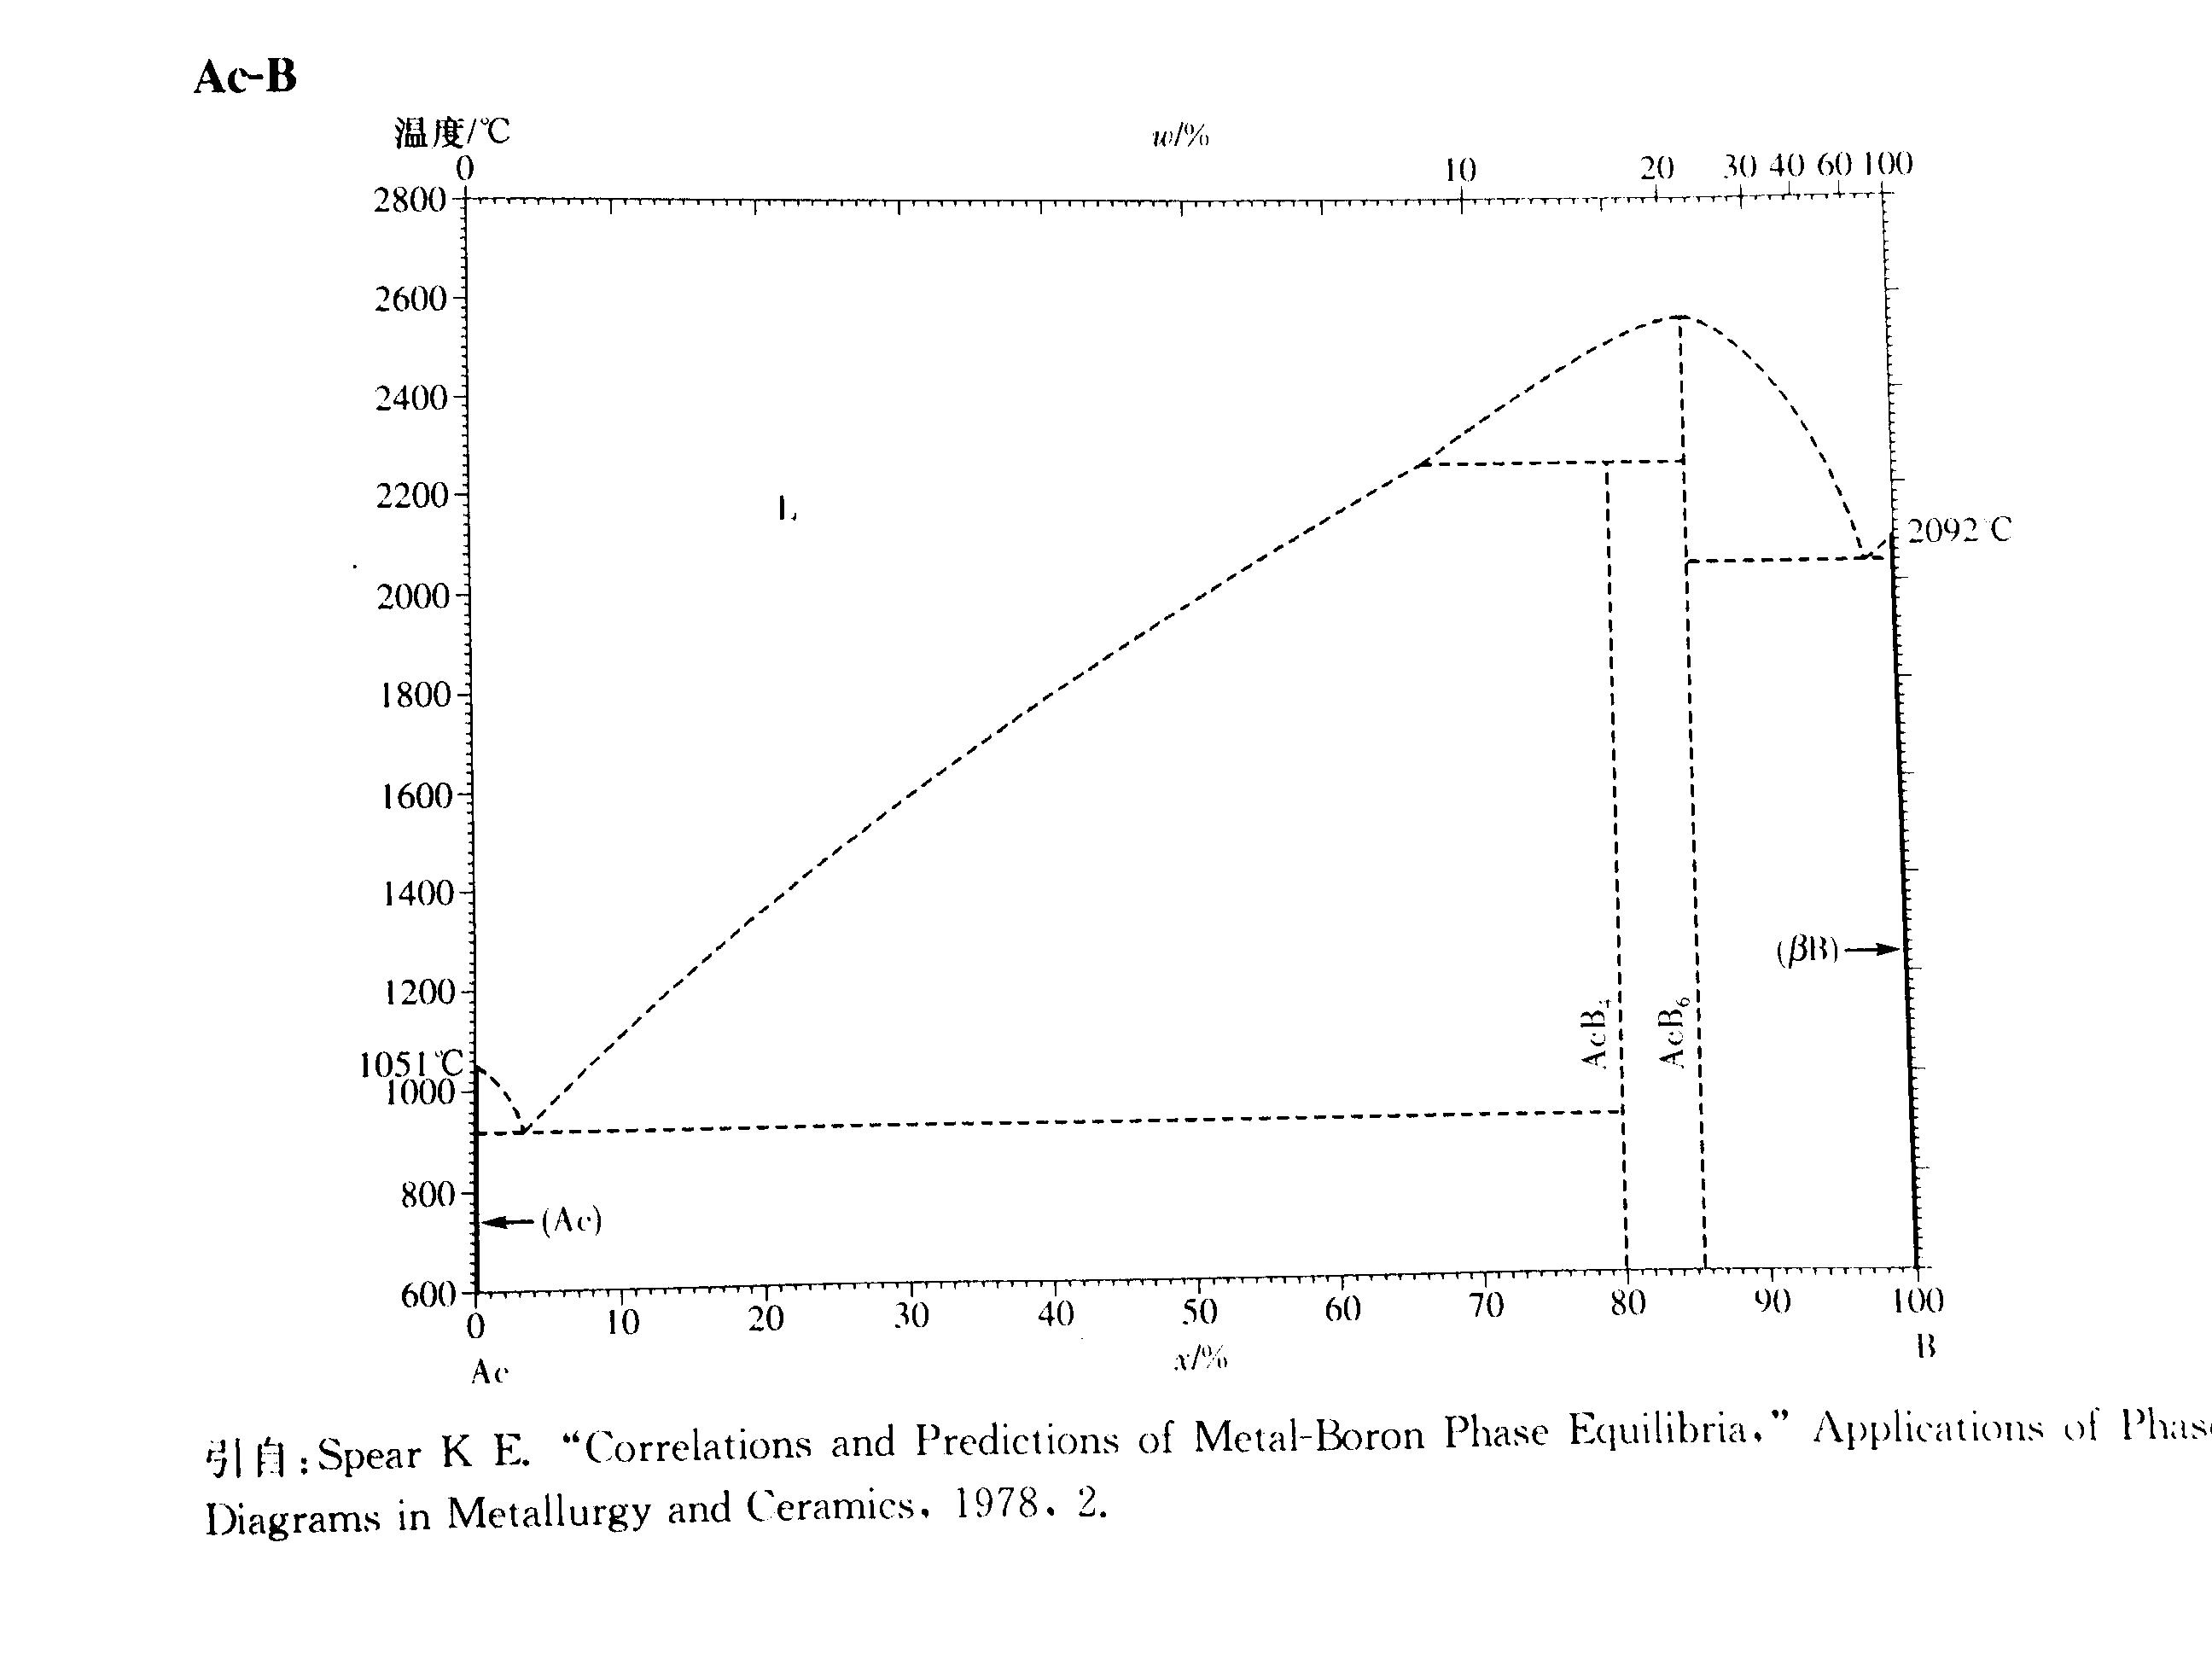 Ac-B
温度/℃
w/%
0 10 20 30 40 60 100
2800
2600
2400
2200
L
2092℃
2000
1800
1600
1400
(βB)
1200
AcB₄
AcB₆
1051℃
1000
800
(Ac)
600
0 10 20 30 40 50 60 70 80 90 100
Ac
x/%
B
引自:Spear K E. “Correlations and Predictions of Metal-Boron Phase Equilibria,” Applications of Phase
Diagrams in Metallurgy and Ceramics, 1978, 2.